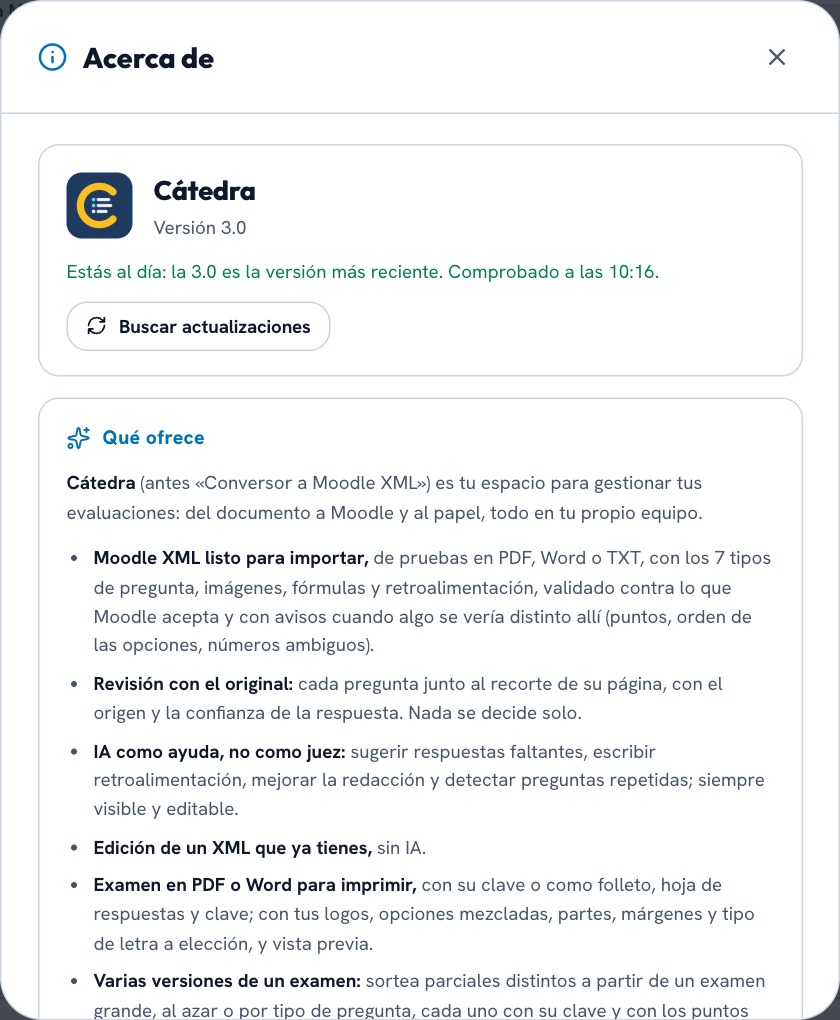 Acerca de
Cátedra
Versión 3.0
Estás al día: la 3.0 es la versión más reciente. Comprobado a las 10:16.
Buscar actualizaciones
Qué ofrece
Cátedra (antes «Conversor a Moodle XML») es tu espacio para gestionar tus
evaluaciones: del documento a Moodle y al papel, todo en tu propio equipo.
• Moodle XML listo para importar, de pruebas en PDF, Word o TXT, con los 7 tipos
de pregunta, imágenes, fórmulas y retroalimentación, validado contra lo que
Moodle acepta y con avisos cuando algo se vería distinto allí (puntos, orden de
las opciones, números ambiguos).
• Revisión con el original: cada pregunta junto al recorte de su página, con el
origen y la confianza de la respuesta. Nada se decide solo.
• IA como ayuda, no como juez: sugerir respuestas faltantes, escribir
retroalimentación, mejorar la redacción y detectar preguntas repetidas; siempre
visible y editable.
• Edición de un XML que ya tienes, sin IA.
• Examen en PDF o Word para imprimir, con su clave o como folleto, hoja de
respuestas y clave; con tus logos, opciones mezcladas, partes, márgenes y tipo
de letra a elección, y vista previa.
• Varias versiones de un examen: sortea parciales distintos a partir de un examen
grande, al azar o por tipo de pregunta, cada uno con su clave y con los puntos